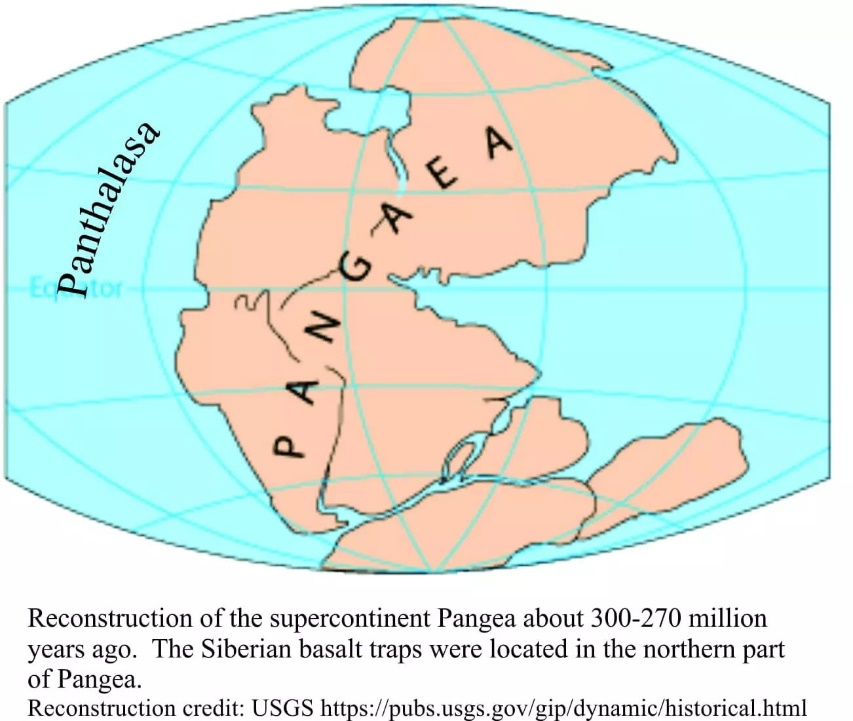 Panthalasa
PANGAEA
Equator
Reconstruction of the supercontinent Pangea about 300-270 million
years ago.  The Siberian basalt traps were located in the northern part
of Pangea.
Reconstruction credit: USGS https://pubs.usgs.gov/gip/dynamic/historical.html